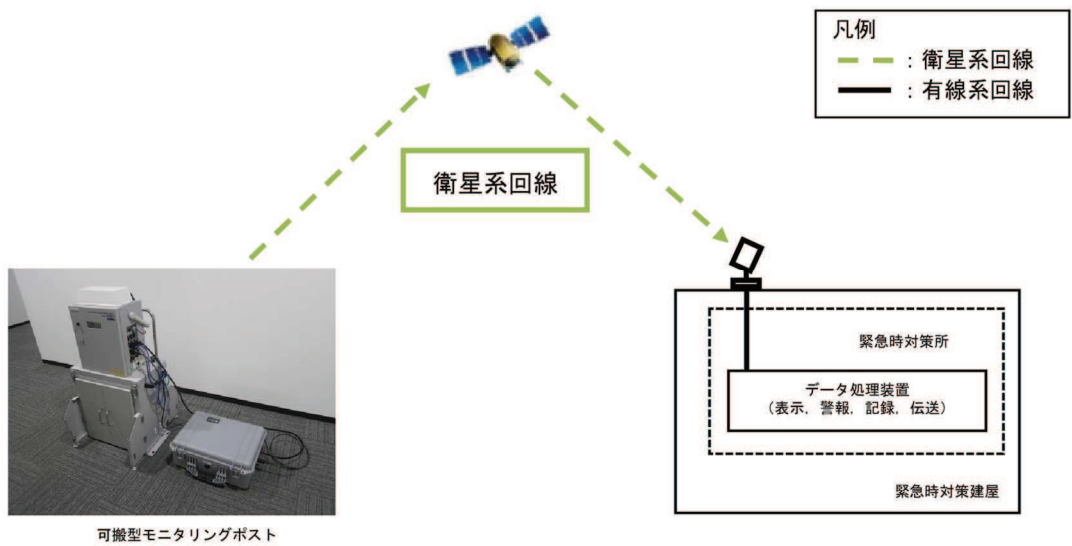 凡例
：衛星系回線
：有線系回線
衛星系回線
緊急時対策所
データ処理装置
（表示，警報，記録，伝送）
緊急時対策建屋
可搬型モニタリングポスト